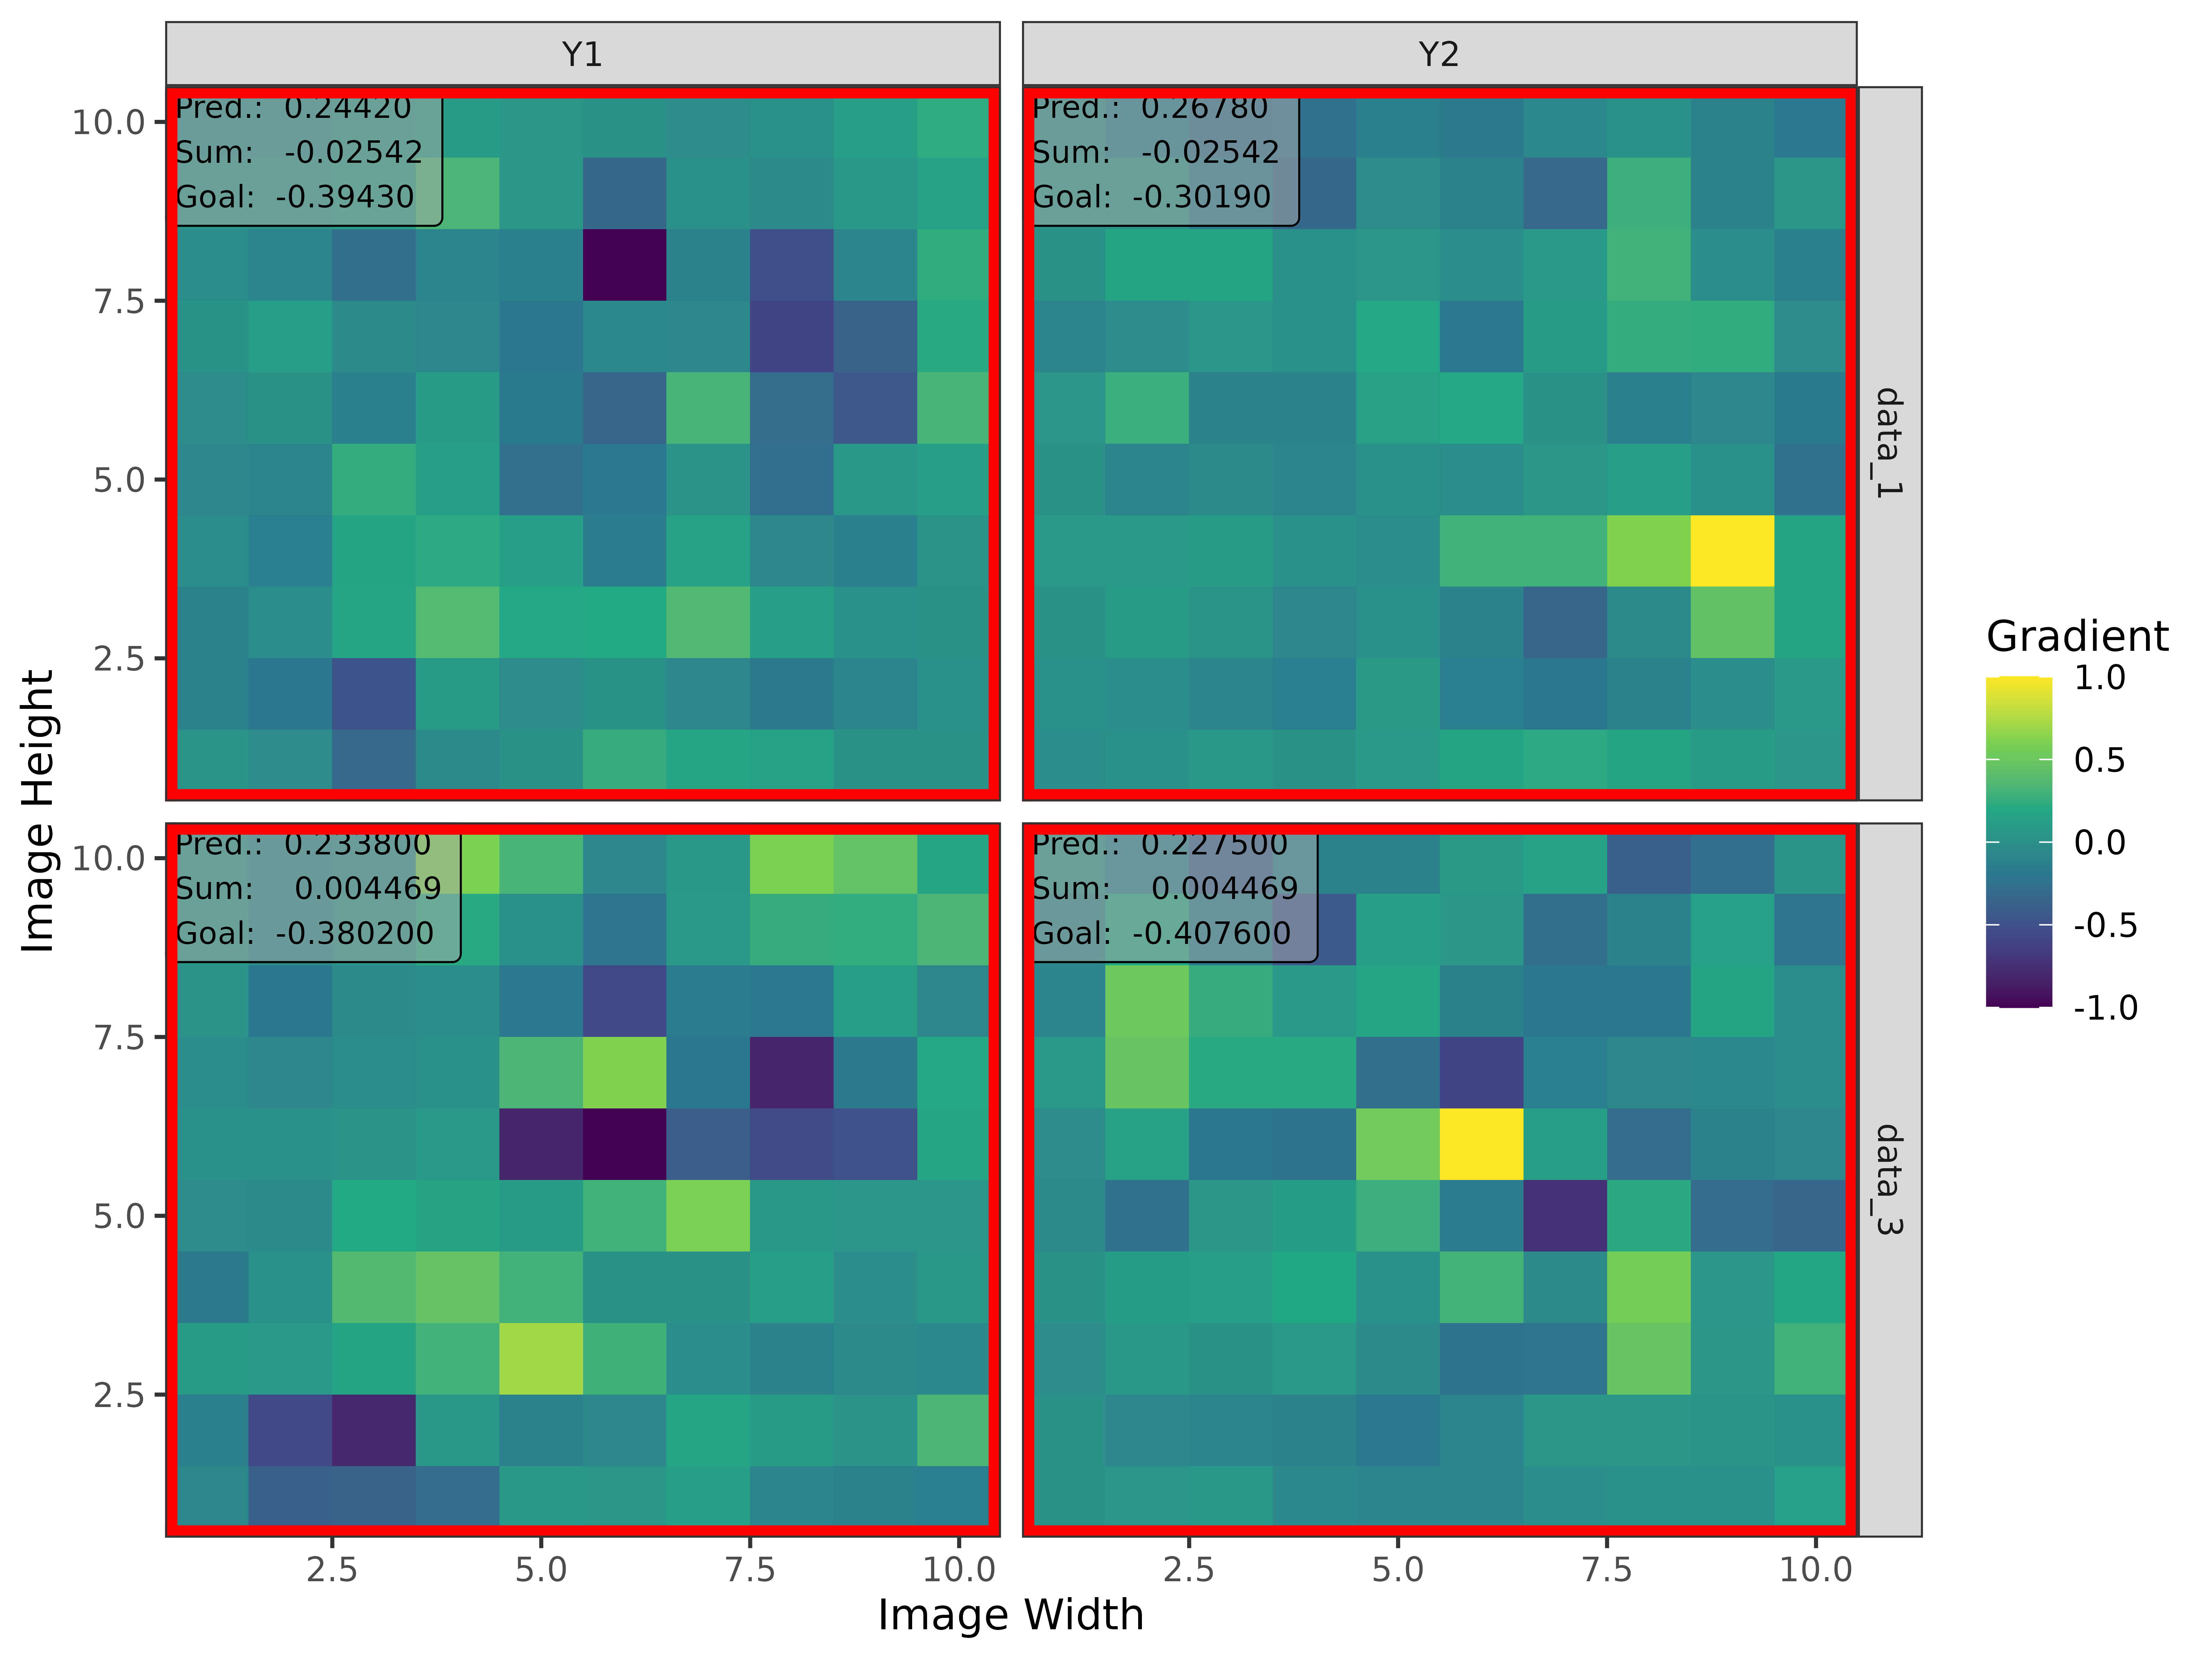 Y1
Y2
Pred.: 0.24420
Sum: -0.02542
Goal: -0.39430
Pred.: 0.26780
Sum: -0.02542
Goal: -0.30190
data_1
10.0
7.5
5.0
2.5
Pred.: 0.233800
Sum: 0.004469
Goal: -0.380200
Pred.: 0.227500
Sum: 0.004469
Goal: -0.407600
data_3
10.0
7.5
5.0
2.5
2.5 5.0 7.5 10.0
2.5 5.0 7.5 10.0
Image Width
Image Height
Gradient
1.0
0.5
0.0
-0.5
-1.0